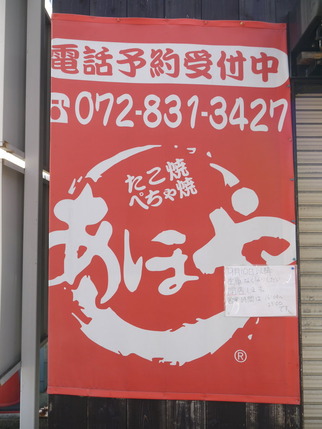 電話予約受付中
☎072-831-3427
たこ焼
ぺちゃ焼
あほや
®